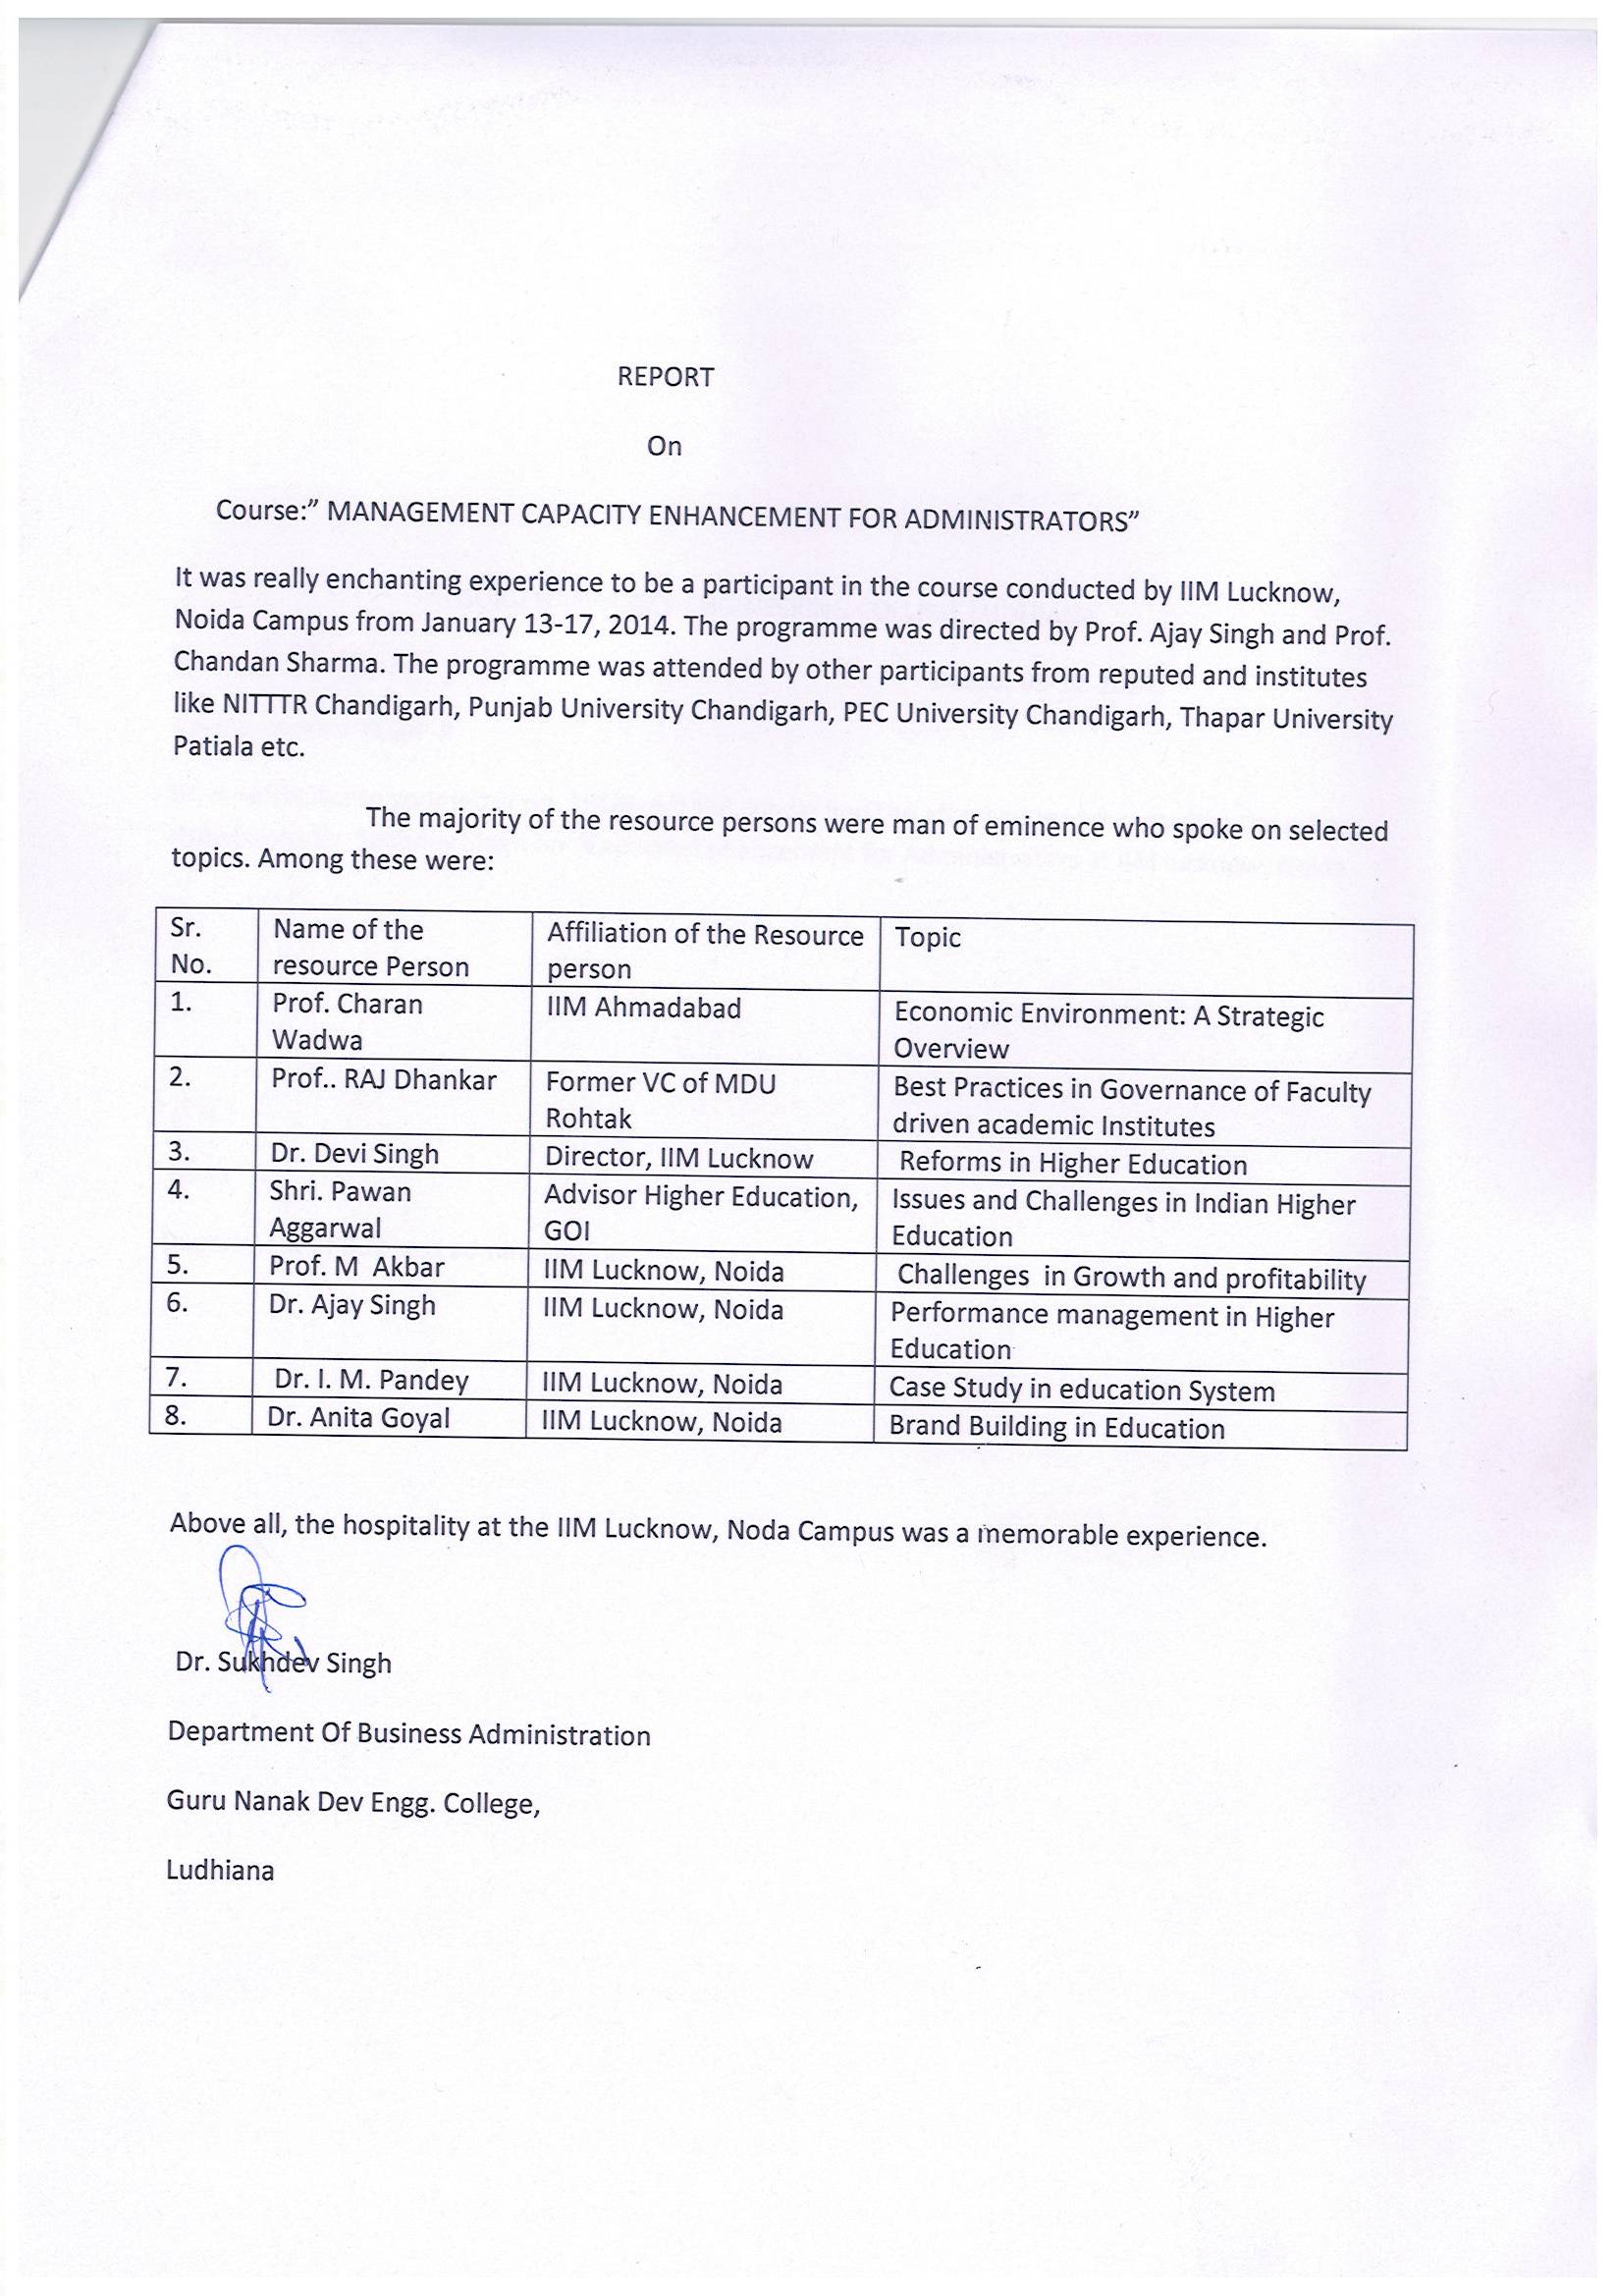 REPORT
On
Course:” MANAGEMENT CAPACITY ENHANCEMENT FOR ADMINISTRATORS”
It was really enchanting experience to be a participant in the course conducted by IIM Lucknow,
Noida Campus from January 13-17, 2014. The programme was directed by Prof. Ajay Singh and Prof.
Chandan Sharma. The programme was attended by other participants from reputed and institutes
like NITTTR Chandigarh, Punjab University Chandigarh, PEC University Chandigarh, Thapar University
Patiala etc.
The majority of the resource persons were man of eminence who spoke on selected
topics. Among these were:
Sr. Name of the Affiliation of the Resource Topic
No. resource Person person
1. Prof. Charan IIM Ahmadabad Economic Environment: A Strategic
Wadwa Overview
2. Prof.. RAJ Dhankar Former VC of MDU Best Practices in Governance of Faculty
Rohtak driven academic Institutes
3. Dr. Devi Singh Director, IIM Lucknow Reforms in Higher Education
4. Shri. Pawan Advisor Higher Education, Issues and Challenges in Indian Higher
Aggarwal GOI Education
5. Prof. M Akbar IIM Lucknow, Noida Challenges in Growth and profitability
6. Dr. Ajay Singh IIM Lucknow, Noida Performance management in Higher
Education
7. Dr. I. M. Pandey IIM Lucknow, Noida Case Study in education System
8. Dr. Anita Goyal IIM Lucknow, Noida Brand Building in Education
Above all, the hospitality at the IIM Lucknow, Noda Campus was a memorable experience.
Dr. Sukhdev Singh
Department Of Business Administration
Guru Nanak Dev Engg. College,
Ludhiana